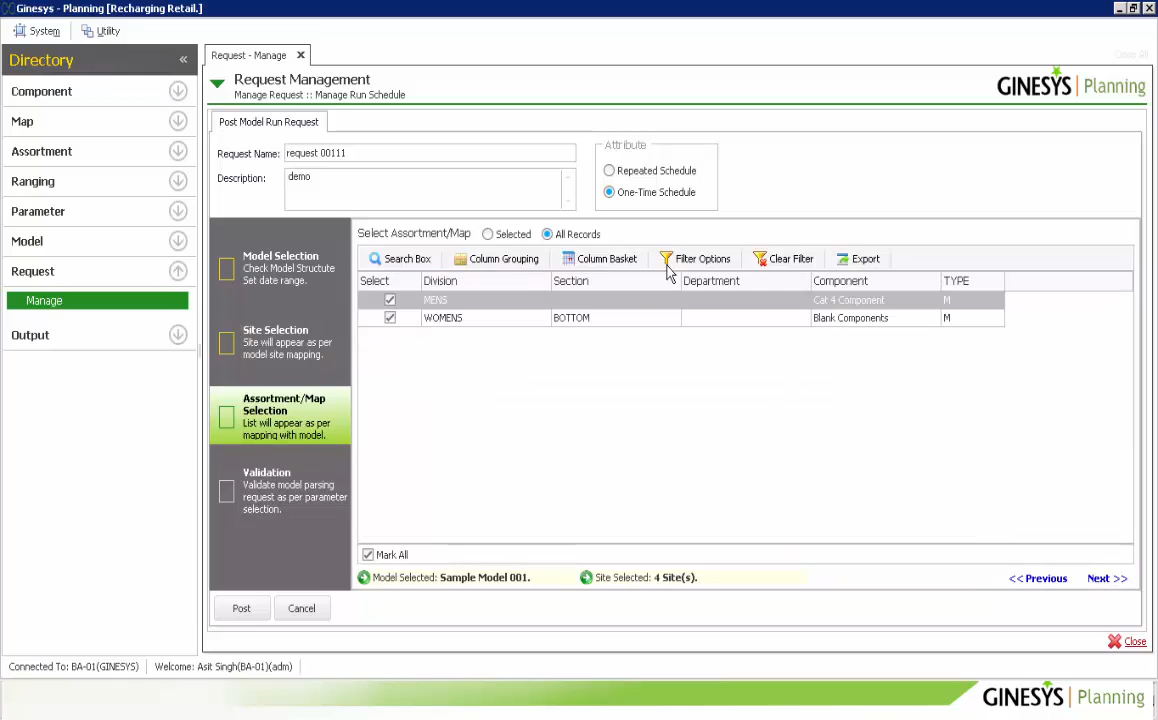 Ginesys - Planning [Recharging Retail.]
System Utility
Directory «
Component
Map
Assortment
Ranging
Parameter
Model
Request
Manage
Output
Request - Manage
Close All
Request Management
Manage Request :: Manage Run Schedule
GINESYS | Planning
Post Model Run Request
Request Name: request 00111
Description: demo
Attribute
Repeated Schedule
One-Time Schedule
Model Selection
Check Model Structute
Set date range.
Site Selection
Site will appear as per
model site mapping.
Assortment/Map
Selection
List will appear as per
mapping with model.
Validation
Validate model parsing
request as per parameter
selection.
Select Assortment/Map Selected All Records
Search Box Column Grouping Column Basket Filter Options Clear Filter Export
Select Division Section Department Component TYPE
MENS Cat 4 Component M
WOMENS BOTTOM Blank Components M
Mark All
Model Selected: Sample Model 001. Site Selected: 4 Site(s). << Previous Next >>
Post Cancel
Close
Connected To: BA-01(GINESYS) Welcome: Asit Singh(BA-01)(adm)
GINESYS | Planning